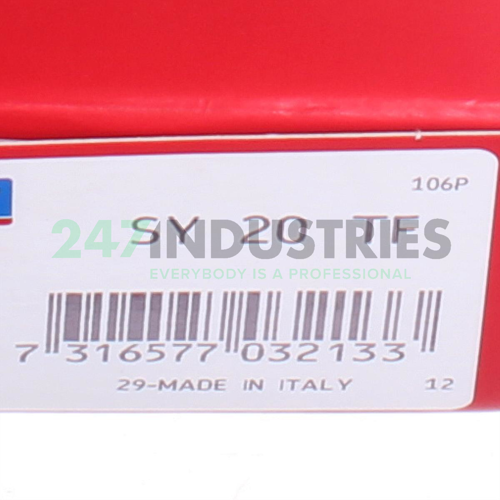 106P
SY 20 TF
247INDUSTRIES
EVERYBODY IS A PROFESSIONAL
7 316577 032133
29-MADE IN ITALY 12